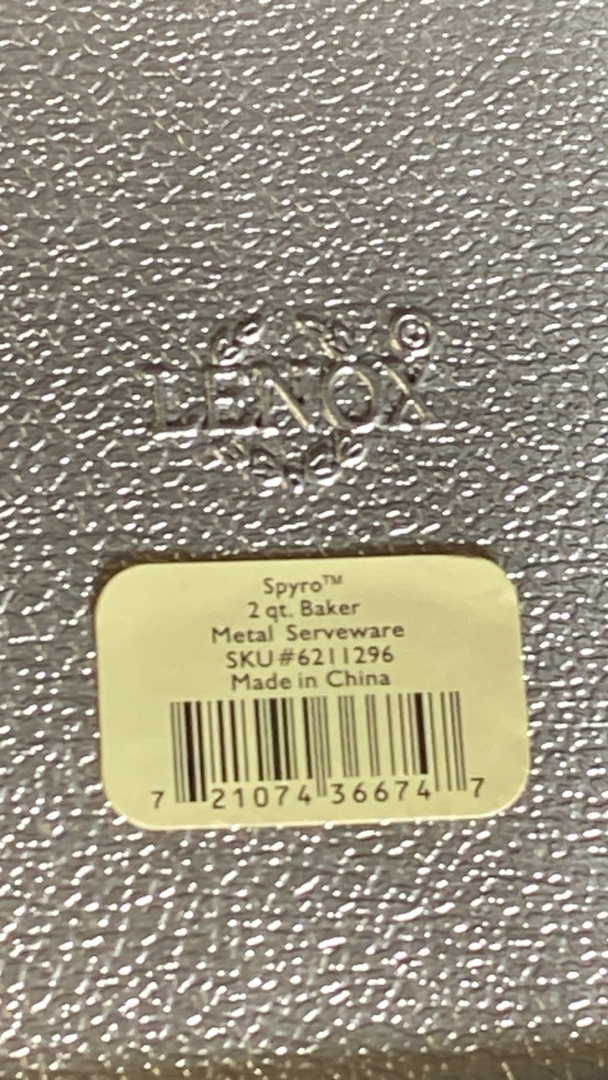 LENOX
Spyro™
2 qt. Baker
Metal Serveware
SKU#6211296
Made in China
7 21074 36674 7